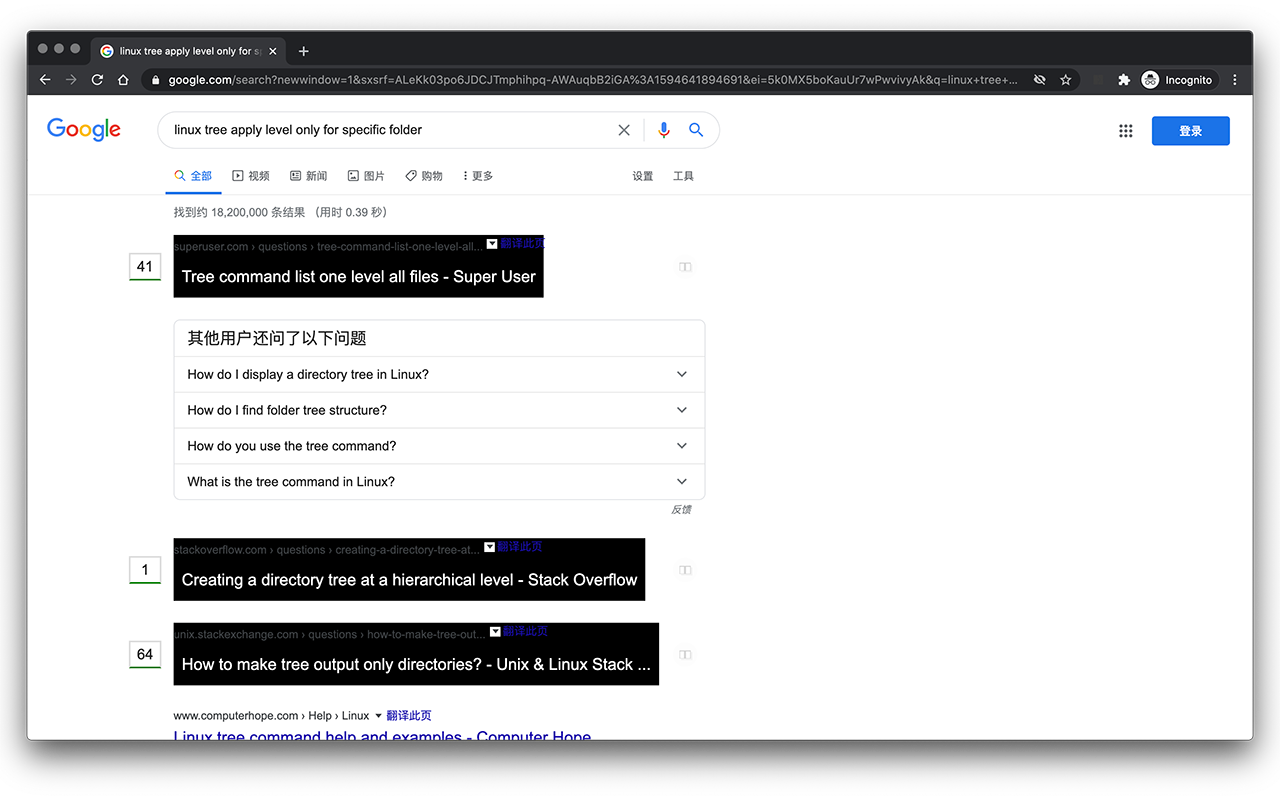 linux tree apply level only for s
google.com/search?newwindow=1&sxsrf=ALeKk03po6JDCJTmphihpq-AWAuqbB2iGA%3A1594641894691&ei=5k0MX5boKauUr7wPwvivyAk&q=linux+tree+...
Incognito
Google
linux tree apply level only for specific folder
登录
全部 视频 新闻 图片 购物 更多 设置 工具
找到约 18,200,000 条结果 （用时 0.39 秒）
superuser.com › questions › tree-command-list-one-level-all... 翻译此页
41
Tree command list one level all files - Super User
其他用户还问了以下问题
How do I display a directory tree in Linux?
How do I find folder tree structure?
How do you use the tree command?
What is the tree command in Linux?
反馈
stackoverflow.com › questions › creating-a-directory-tree-at... 翻译此页
1
Creating a directory tree at a hierarchical level - Stack Overflow
unix.stackexchange.com › questions › how-to-make-tree-out... 翻译此页
64
How to make tree output only directories? - Unix & Linux Stack ...
www.computerhope.com › Help › Linux 翻译此页
Linux tree command help and examples - Computer Hope